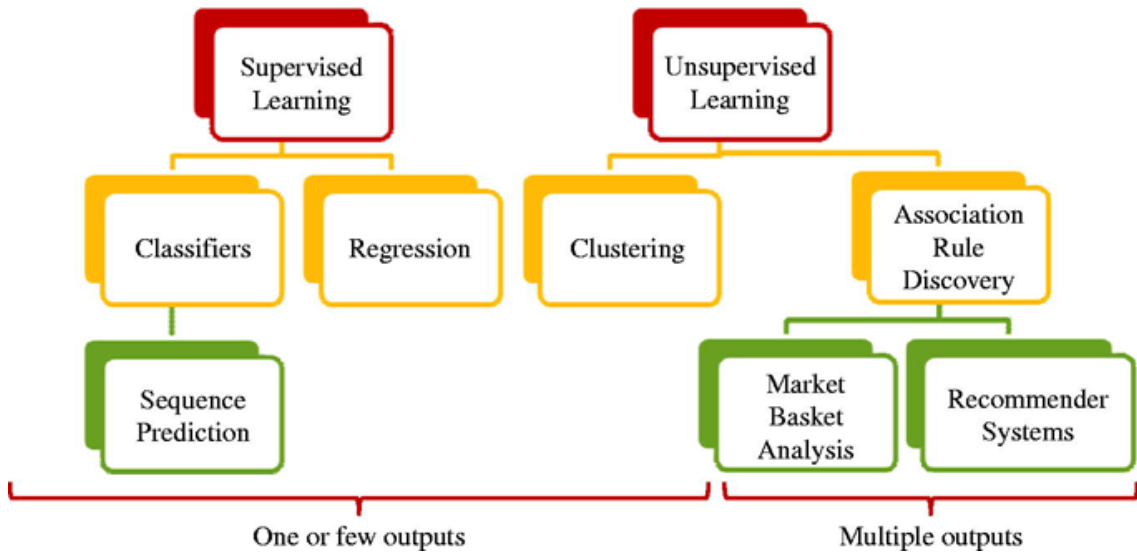 Supervised
Learning
Unsupervised
Learning
Classifiers
Regression
Clustering
Association
Rule
Discovery
Sequence
Prediction
Market
Basket
Analysis
Recommender
Systems
One or few outputs
Multiple outputs